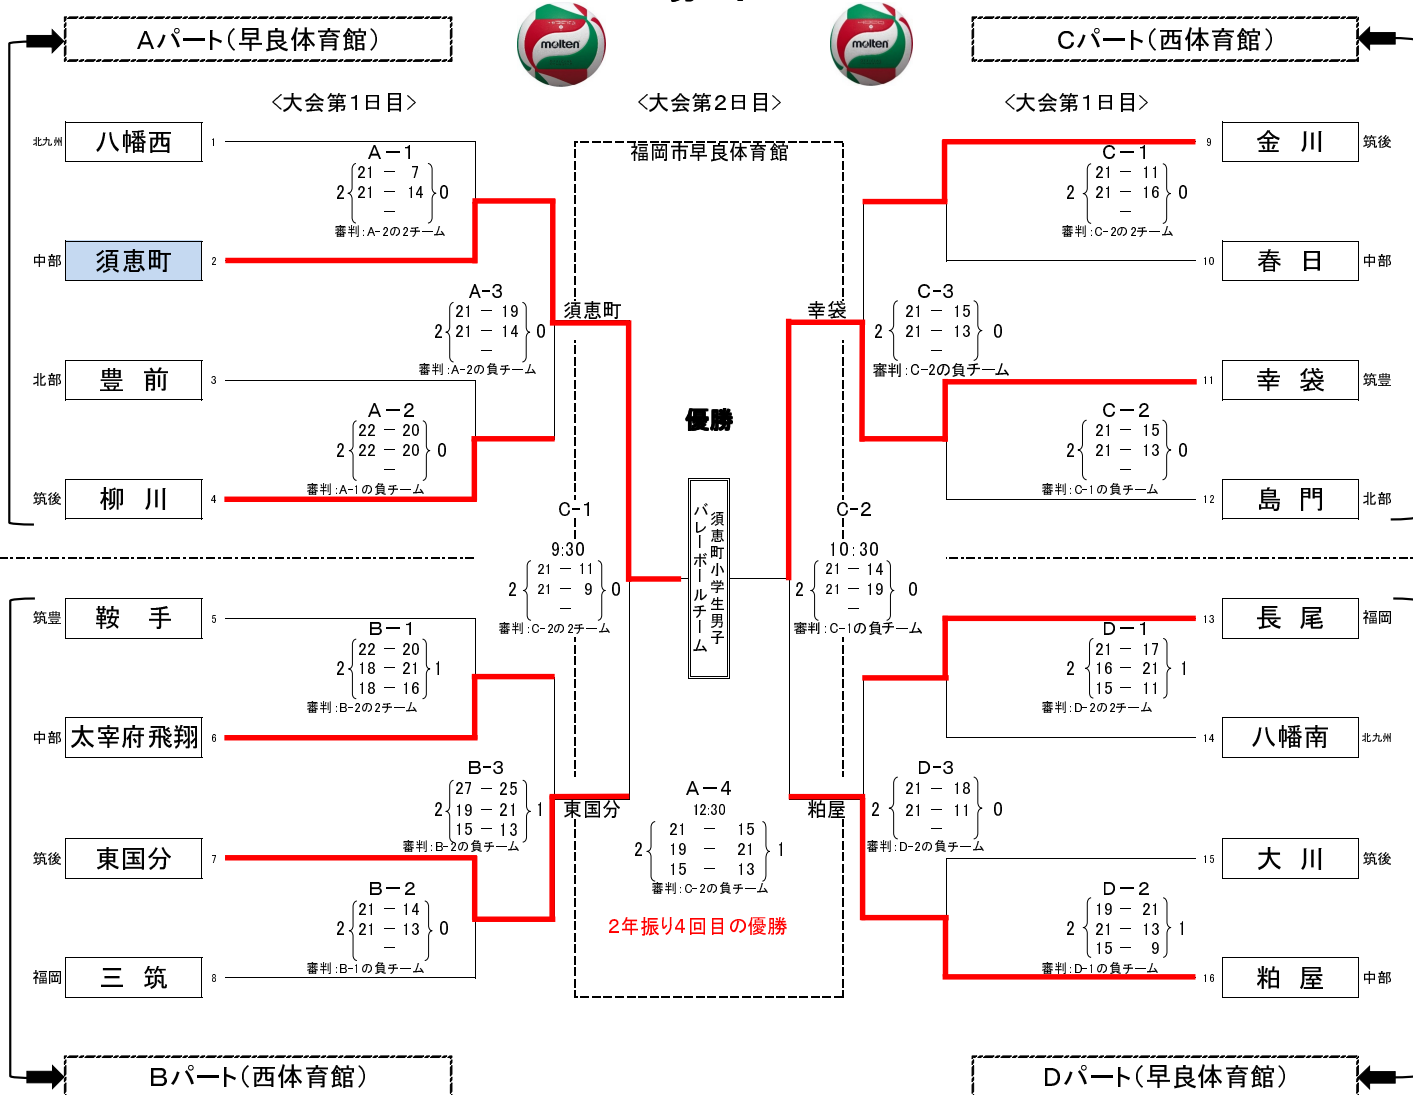 Aパート(早良体育館)
molten
molten
Cパート(西体育館)
<大会第1日目>
<大会第2日目>
<大会第1日目>
福岡市早良体育館
北九州 八幡西 1
A-1
21 - 7
2 21 - 14 0
-
審判:A-2の2チーム
中部 須恵町 2
A-3
21 - 19
2 21 - 14 0
-
審判:A-2の負チーム
須恵町
北部 豊前 3
A-2
22 - 20
2 22 - 20 0
-
審判:A-1の負チーム
筑後 柳川 4
9 金川 筑後
C-1
21 - 11
2 21 - 16 0
-
審判:C-2の2チーム
10 春日 中部
幸袋
C-3
21 - 15
2 21 - 13 0
-
審判:C-2の負チーム
11 幸袋 筑豊
C-2
21 - 15
2 21 - 13 0
-
審判:C-1の負チーム
12 島門 北部
優勝
須恵町小学生男子
バレーボールチーム
C-1
9:30
21 - 11
2 21 - 9 0
-
審判:C-2の2チーム
C-2
10:30
21 - 14
2 21 - 19 0
-
審判:C-1の負チーム
筑豊 鞍手 5
B-1
22 - 20
2 18 - 21 1
18 - 16
審判:B-2の2チーム
中部 太宰府飛翔 6
B-3
27 - 25
2 19 - 21 1
15 - 13
審判:B-2の負チーム
東国分
筑後 東国分 7
B-2
21 - 14
2 21 - 13 0
-
審判:B-1の負チーム
福岡 三筑 8
A-4
12:30
21 - 15
2 19 - 21 1
15 - 13
審判:C-2の負チーム
2年振り4回目の優勝
13 長尾 福岡
D-1
21 - 17
2 16 - 21 1
15 - 11
審判:D-2の2チーム
14 八幡南 北九州
粕屋
D-3
21 - 18
2 21 - 11 0
-
審判:D-2の負チーム
15 大川 筑後
D-2
19 - 21
2 21 - 13 1
15 - 9
審判:D-1の負チーム
16 粕屋 中部
Bパート(西体育館)
Dパート(早良体育館)